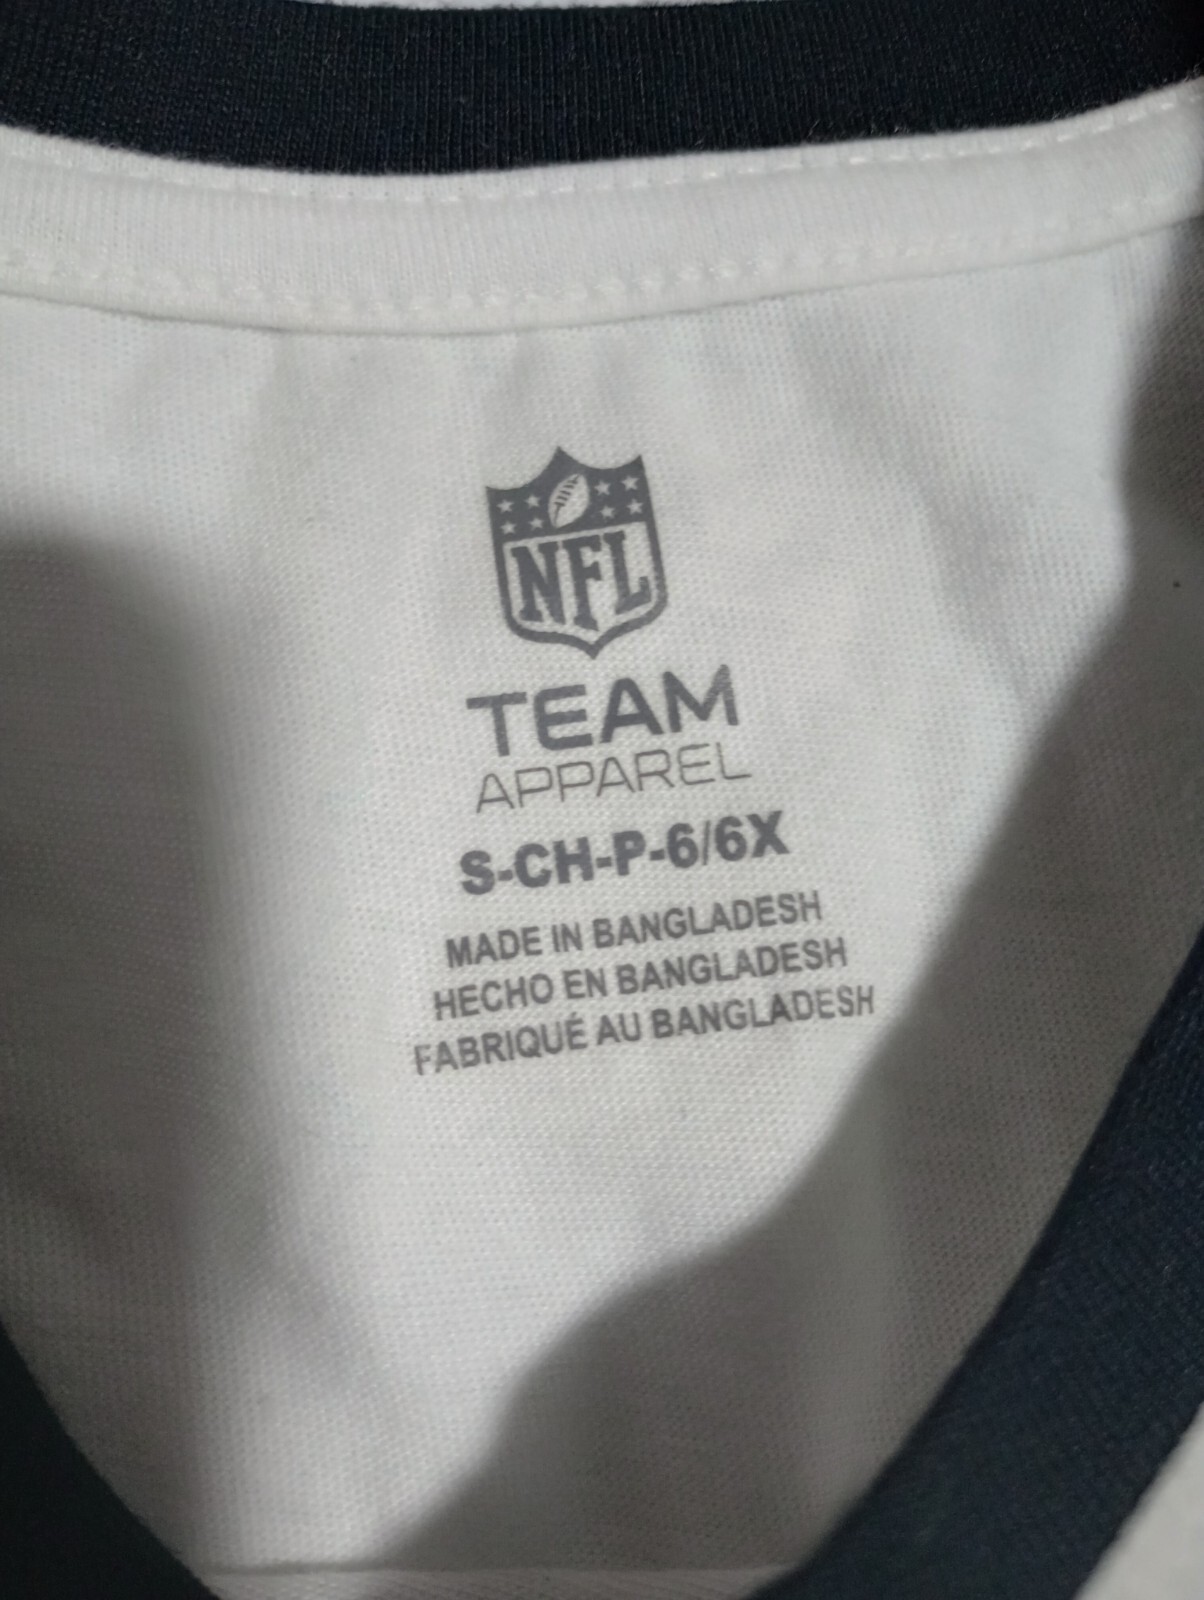 NFL
TEAM
APPAREL
S-CH-P-6/6X
MADE IN BANGLADESH
HECHO EN BANGLADESH
FABRIQUÉ AU BANGLADESH